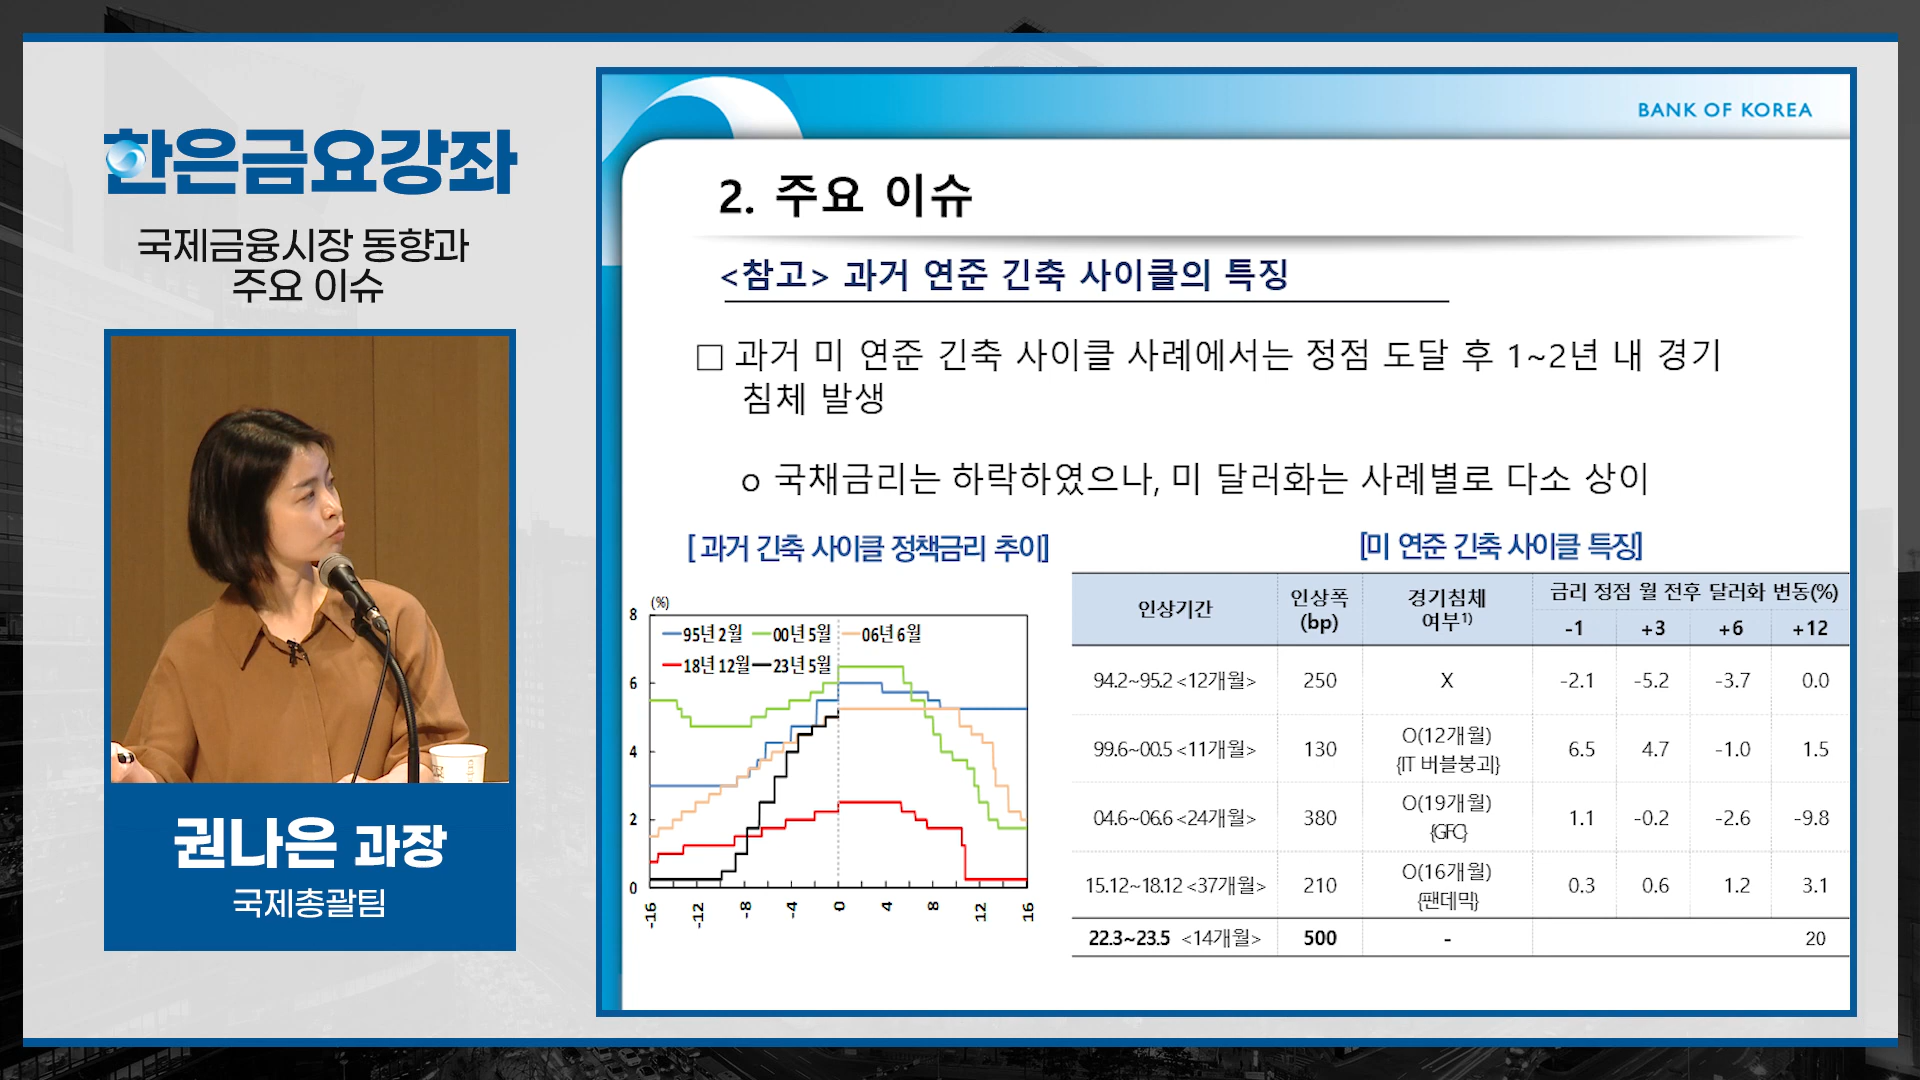 한은금요강좌
국제금융시장 동향과
주요 이슈
권나은 과장
국제총괄팀
BANK OF KOREA
2. 주요 이슈
<참고> 과거 연준 긴축 사이클의 특징
□ 과거 미 연준 긴축 사이클 사례에서는 정점 도달 후 1~2년 내 경기
침체 발생
o 국채금리는 하락하였으나, 미 달러화는 사례별로 다소 상이
[ 과거 긴축 사이클 정책금리 추이]
(%)
95년 2월 00년 5월 06년 6월
18년 12월 23년 5월
8
6
4
2
0
-16 -12 -8 -4 0 4 8 12 16
[미 연준 긴축 사이클 특징]
인상기간 인상폭(bp) 경기침체 여부1) 금리 정점 월 전후 달러화 변동(%)
-1 +3 +6 +12
94.2~95.2 <12개월> 250 X -2.1 -5.2 -3.7 0.0
99.6~00.5 <11개월> 130 O(12개월) {IT 버블붕괴} 6.5 4.7 -1.0 1.5
04.6~06.6 <24개월> 380 O(19개월) {GFC} 1.1 -0.2 -2.6 -9.8
15.12~18.12 <37개월> 210 O(16개월) {팬데믹} 0.3 0.6 1.2 3.1
22.3~23.5 <14개월> 500 - 20